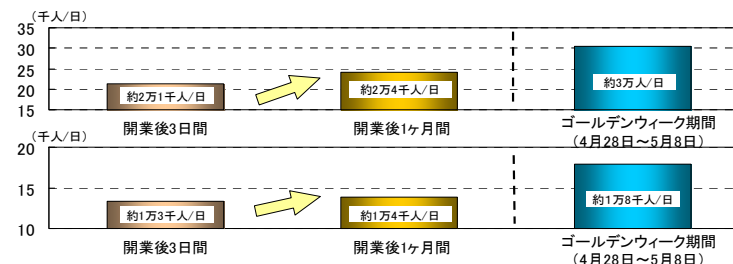 （千人/日）
35
30
25
20
15
約2万1千人/日
約2万4千人/日
約3万人/日
開業後3日間
開業後1ヶ月間
ゴールデンウィーク期間
（4月28日～5月8日）
（千人/日）
20
15
10
約1万3千人/日
約1万4千人/日
約1万8千人/日
開業後3日間
開業後1ヶ月間
ゴールデンウィーク期間
（4月28日～5月8日）